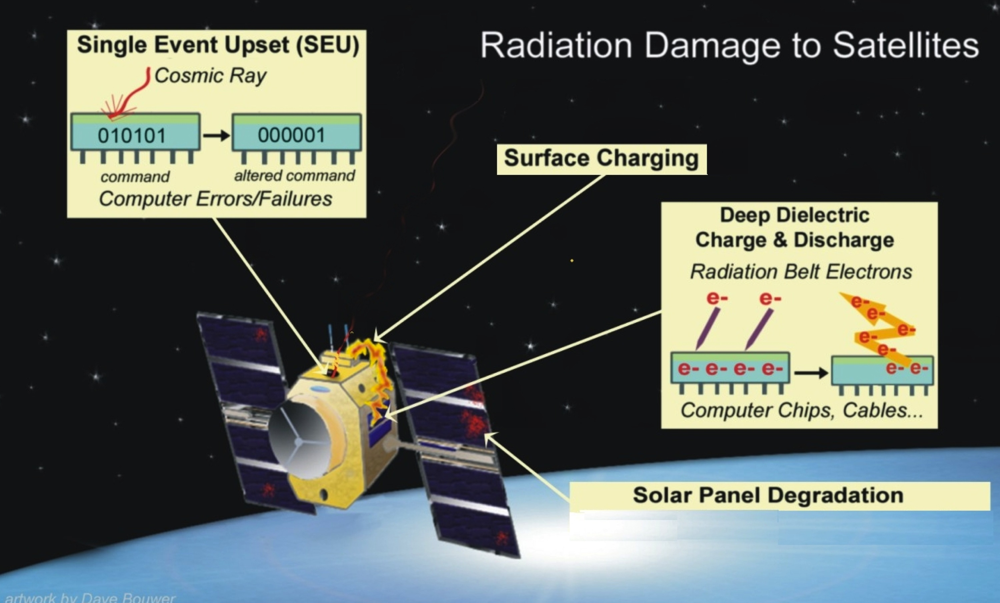 Radiation Damage to Satellites
Single Event Upset (SEU)
Cosmic Ray
010101
000001
command
altered command
Computer Errors/Failures
Surface Charging
Deep Dielectric
Charge & Discharge
Radiation Belt Electrons
e- e-
e-
e-
e-
e-
e-
e- e- e- e-
e- e-
Computer Chips, Cables...
Solar Panel Degradation
artwork by Dave Bouwer